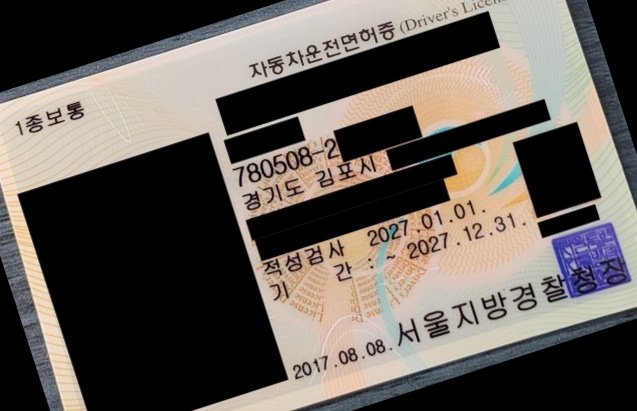 자동차운전면허증 (Driver's Licen
1종보통
780508-2
경기도 김포시
적성검사 2027.01.01.
기 간 : ~ 2027.12.31.
2017.08.08. 서울지방경찰청장